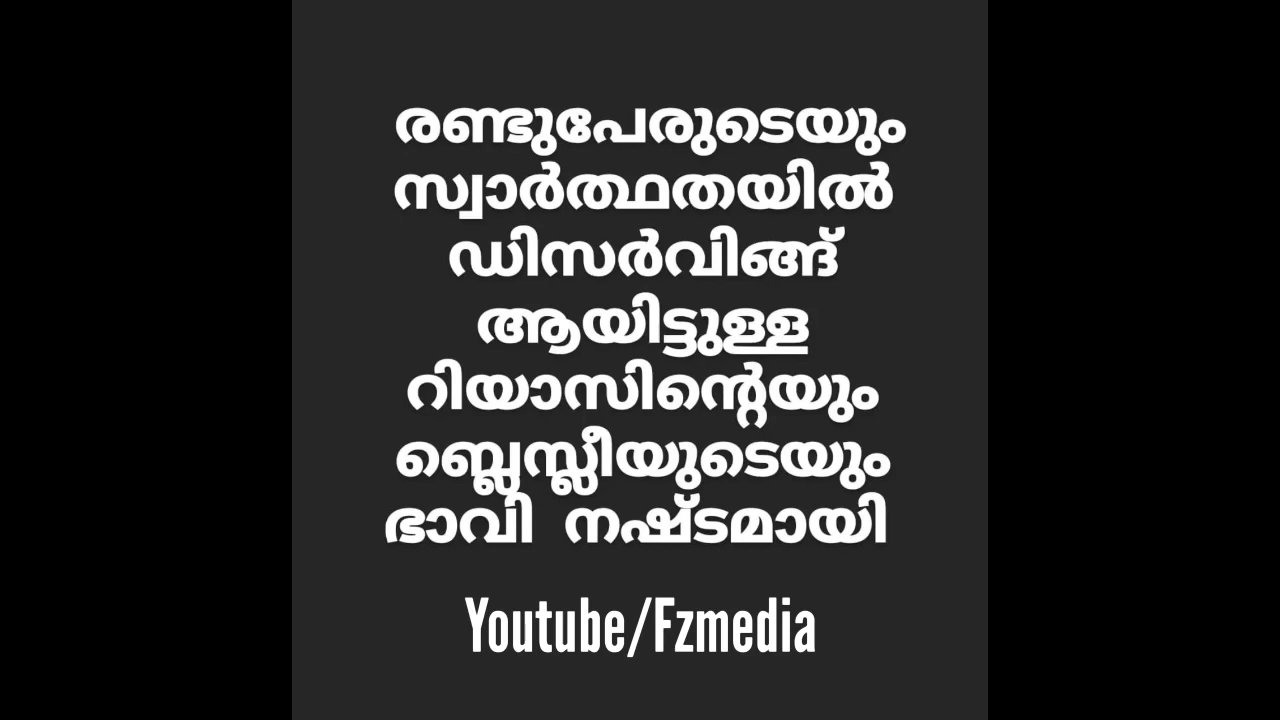 രണ്ടുപേരുടെയും
സ്വാർത്ഥതയിൽ
ഡിസർവിങ്ങ്
ആയിട്ടുള്ള
റിയാസിന്റെയും
ബ്ലെസ്ലീയുടെയും
ഭാവി നഷ്ടമായി
Youtube/Fzmedia